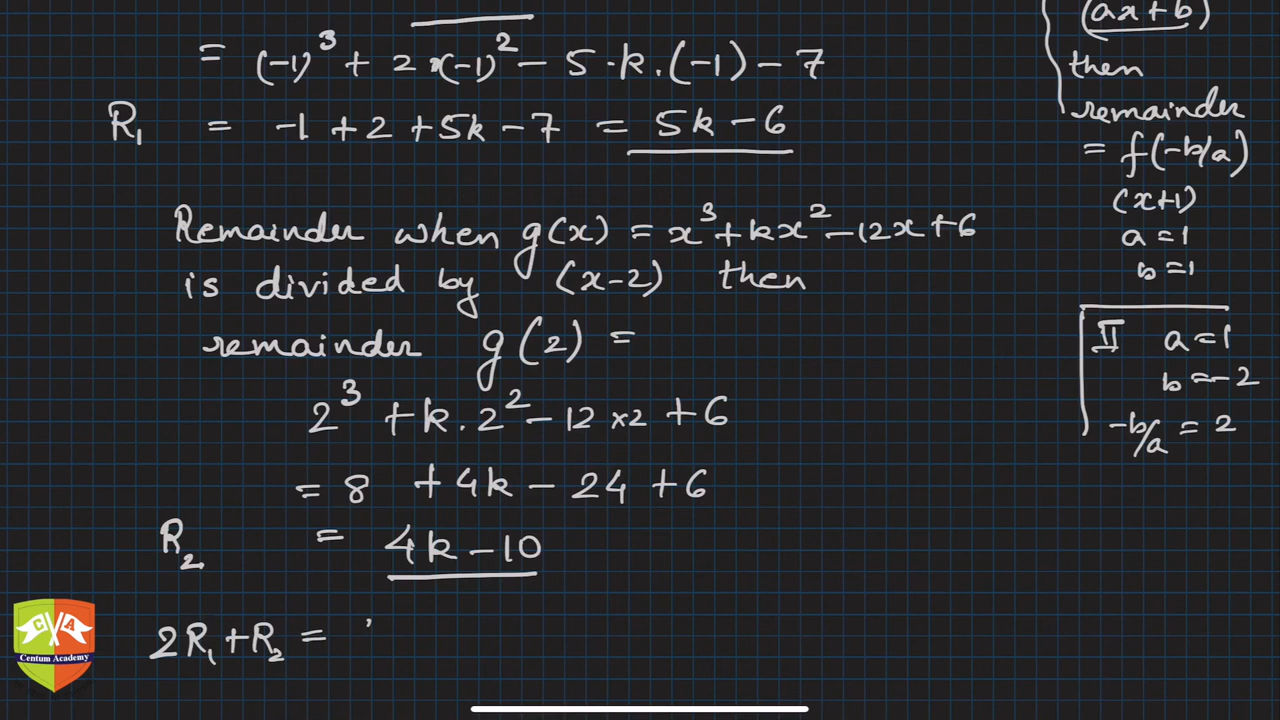 = (-1)³ + 2 × (-1)² - 5 · k . (-1) - 7
R₁ = -1 + 2 + 5k - 7 = 5k - 6
Remainder when g(x) = x³ + kx² - 12x + 6
is divided by (x-2) then
remainder g(2) =
2³ + k . 2² - 12 × 2 + 6
= 8 + 4k - 24 + 6
R₂ = 4k - 10
2R₁ + R₂ =
(ax + b)
then
remainder
= f(-b/a)
(x+1)
a = 1
b = 1
II a = 1
b = -2
-b/a = 2
C A
Centum Academy